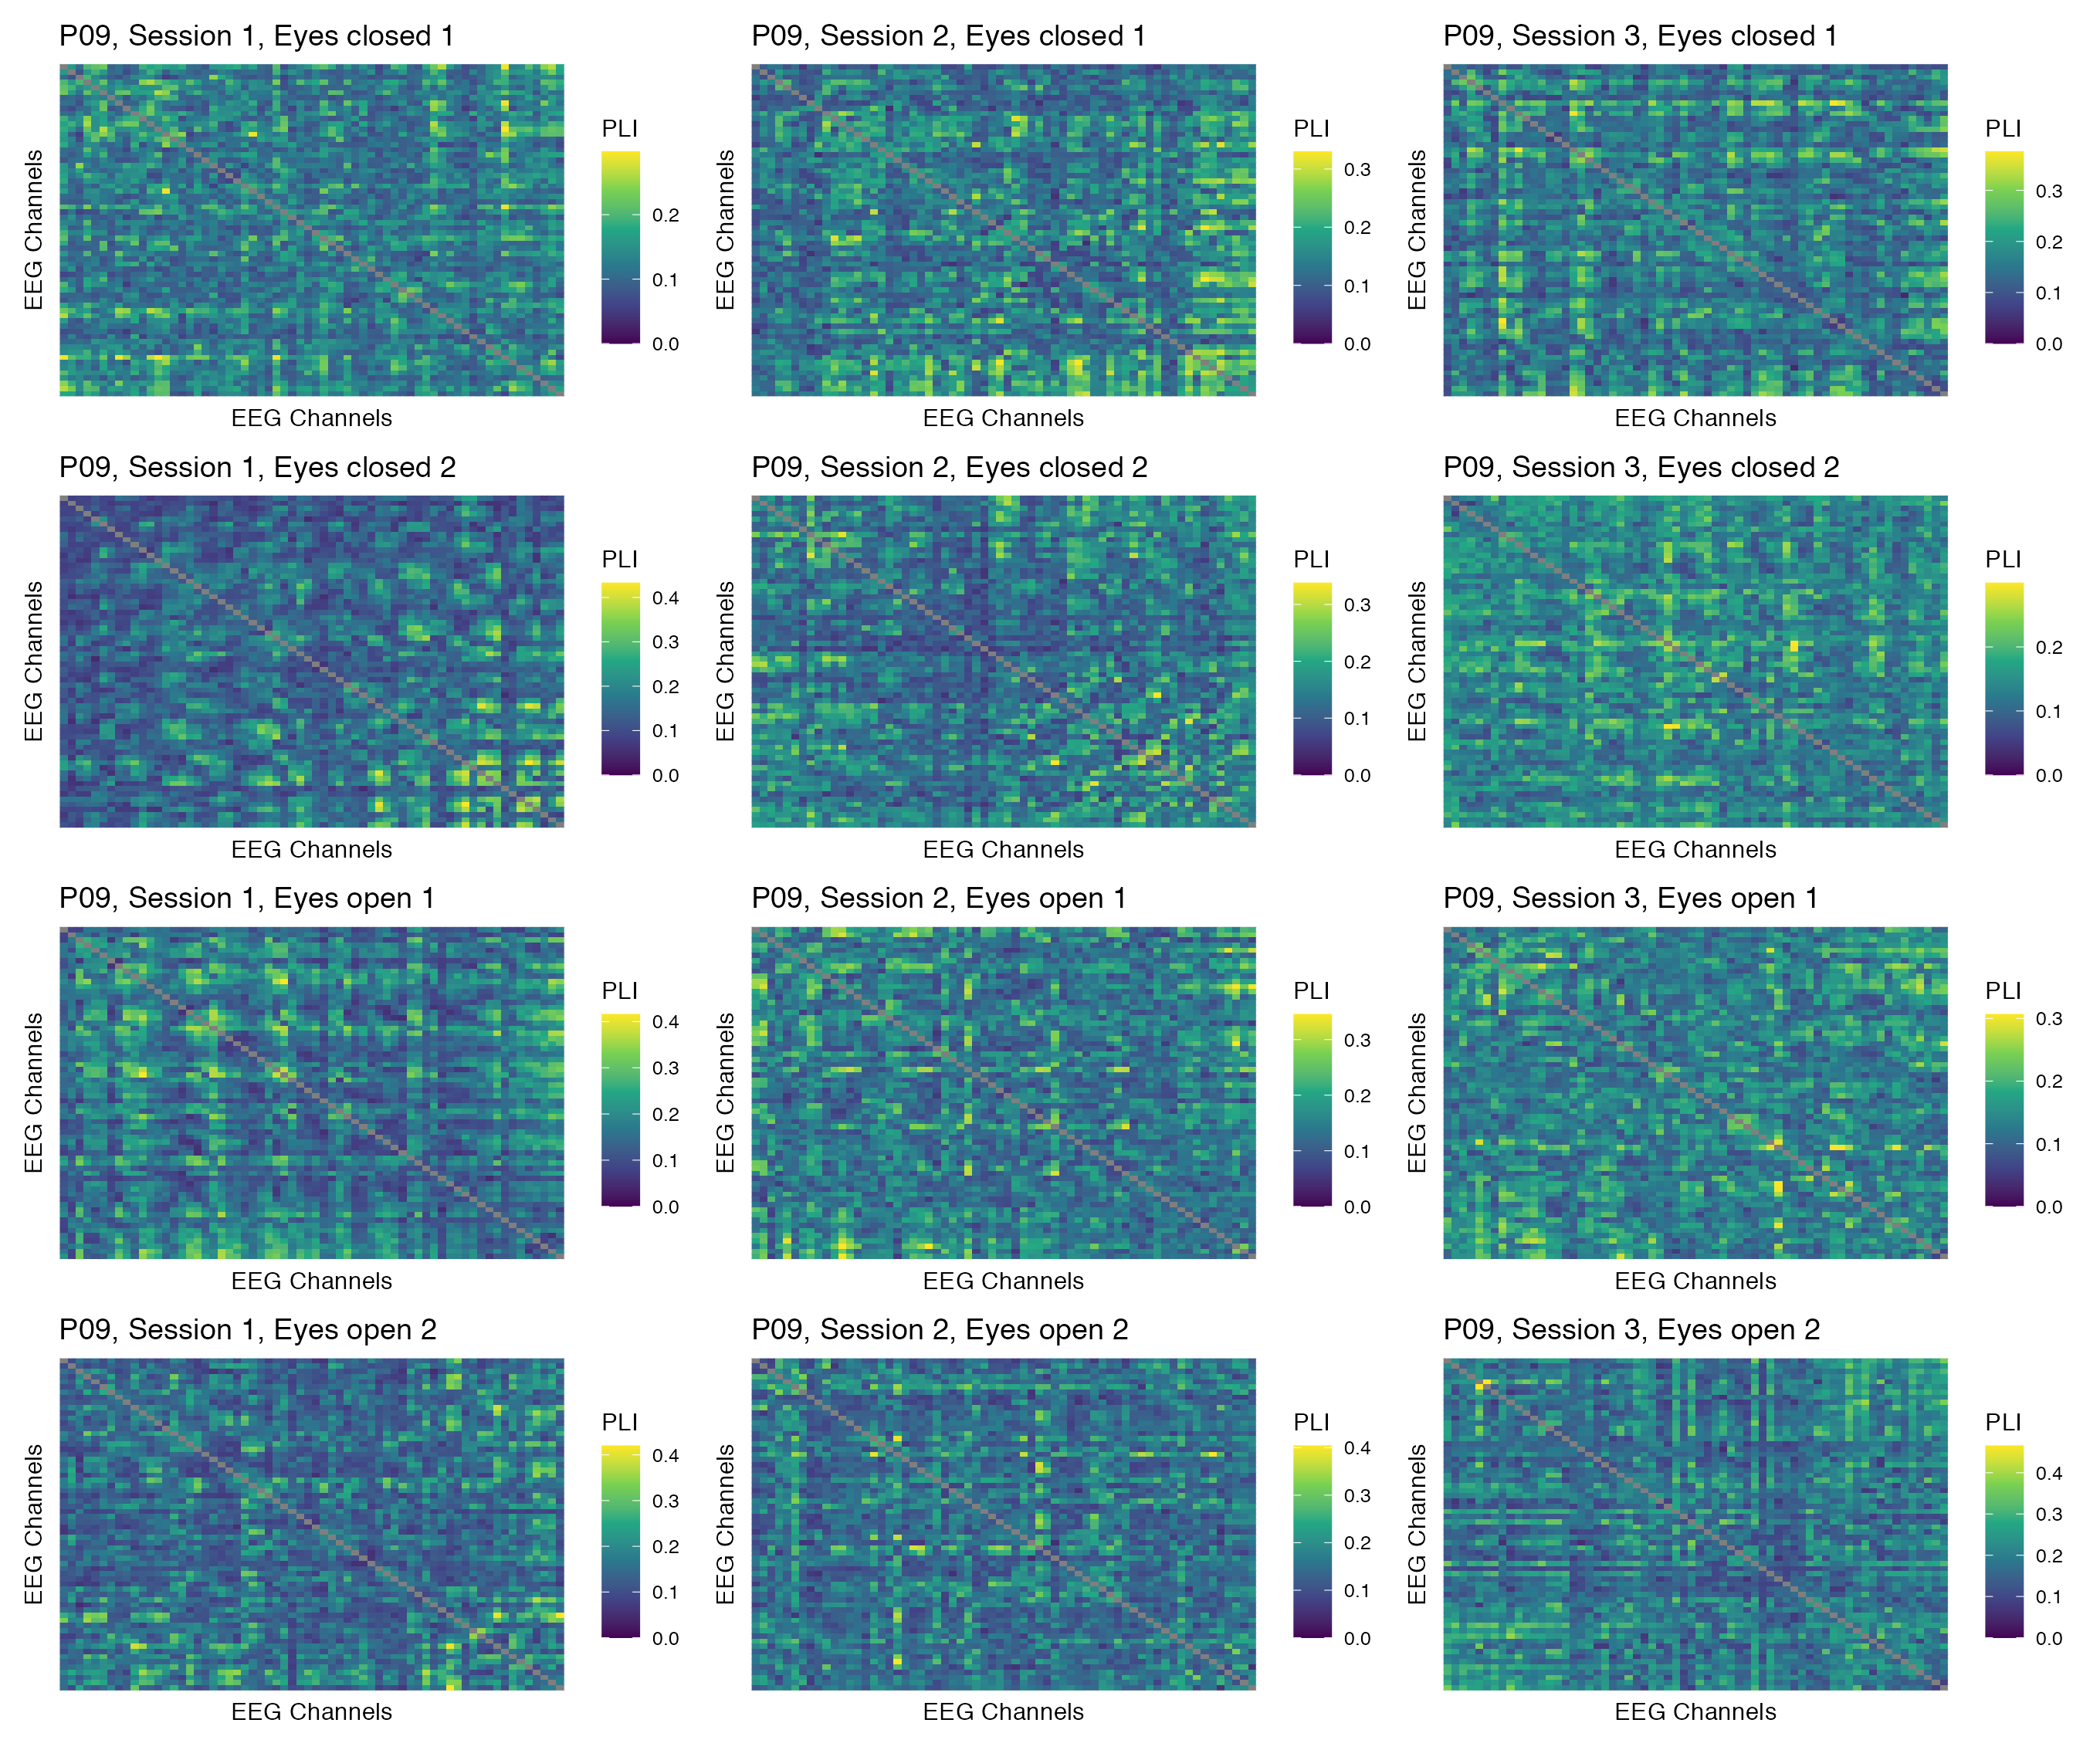 P09, Session 1, Eyes closed 1
P09, Session 2, Eyes closed 1
P09, Session 3, Eyes closed 1
EEG Channels
EEG Channels
PLI
0.2
0.1
0.0
EEG Channels
EEG Channels
PLI
0.3
0.2
0.1
0.0
EEG Channels
EEG Channels
PLI
0.3
0.2
0.1
0.0
P09, Session 1, Eyes closed 2
P09, Session 2, Eyes closed 2
P09, Session 3, Eyes closed 2
EEG Channels
EEG Channels
PLI
0.4
0.3
0.2
0.1
0.0
EEG Channels
EEG Channels
PLI
0.3
0.2
0.1
0.0
EEG Channels
EEG Channels
PLI
0.2
0.1
0.0
P09, Session 1, Eyes open 1
P09, Session 2, Eyes open 1
P09, Session 3, Eyes open 1
EEG Channels
EEG Channels
PLI
0.4
0.3
0.2
0.1
0.0
EEG Channels
EEG Channels
PLI
0.3
0.2
0.1
0.0
EEG Channels
EEG Channels
PLI
0.3
0.2
0.1
0.0
P09, Session 1, Eyes open 2
P09, Session 2, Eyes open 2
P09, Session 3, Eyes open 2
EEG Channels
EEG Channels
PLI
0.4
0.3
0.2
0.1
0.0
EEG Channels
EEG Channels
PLI
0.4
0.3
0.2
0.1
0.0
EEG Channels
EEG Channels
PLI
0.4
0.3
0.2
0.1
0.0